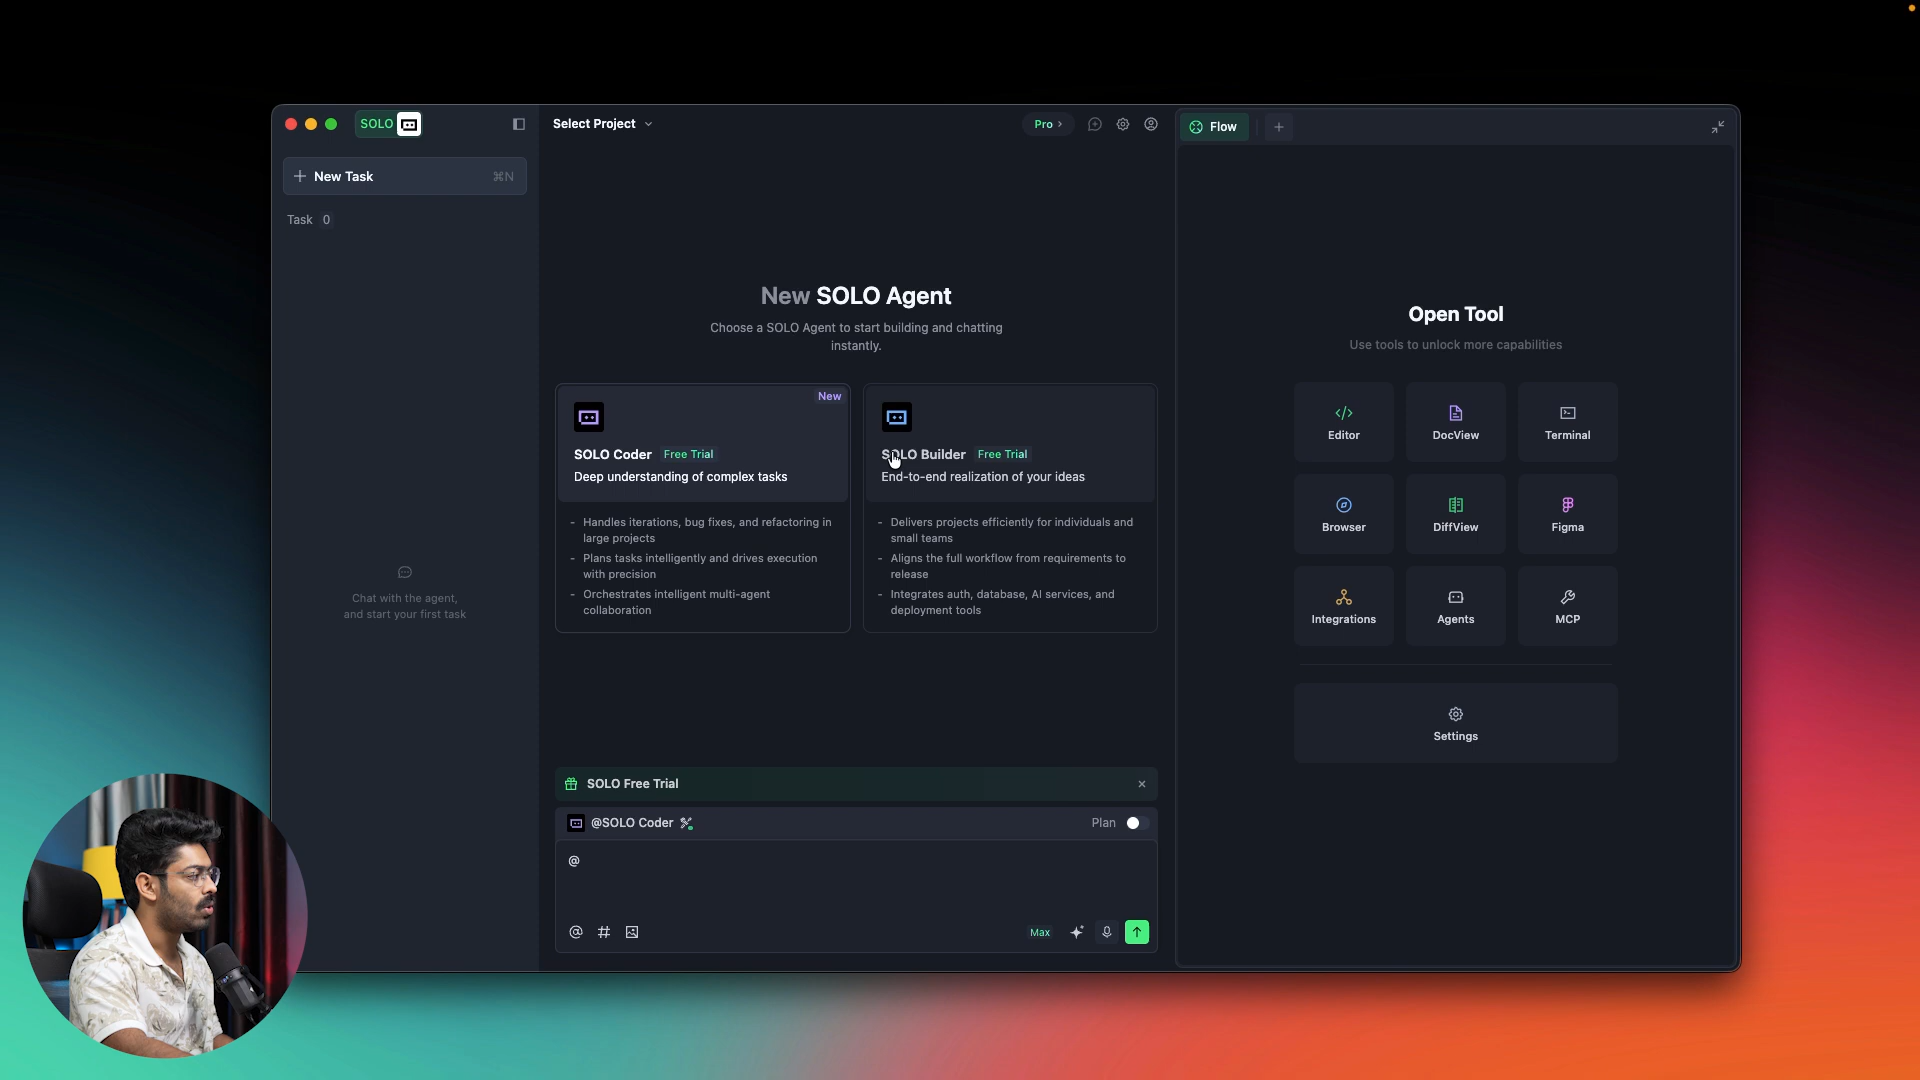 SOLO
Select Project
Pro
Flow
New Task
⌘N
Task 0
Chat with the agent,
and start your first task
New SOLO Agent
Choose a SOLO Agent to start building and chatting
instantly.
New
SOLO Coder Free Trial
Deep understanding of complex tasks
- Handles iterations, bug fixes, and refactoring in
large projects
- Plans tasks intelligently and drives execution
with precision
- Orchestrates intelligent multi-agent
collaboration
SOLO Builder Free Trial
End-to-end realization of your ideas
- Delivers projects efficiently for individuals and
small teams
- Aligns the full workflow from requirements to
release
- Integrates auth, database, AI services, and
deployment tools
SOLO Free Trial
@SOLO Coder
Plan
@
Max
Open Tool
Use tools to unlock more capabilities
Editor
DocView
Terminal
Browser
DiffView
Figma
Integrations
Agents
MCP
Settings